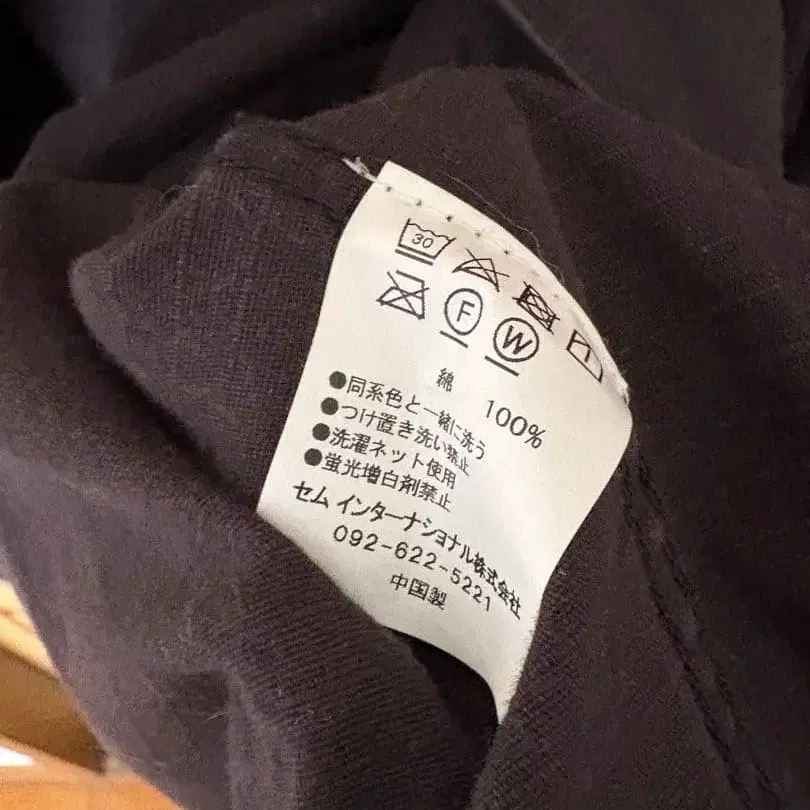 30
F W
綿 100%
●同系色と一緒に洗う
●つけ置き洗い禁止
●洗濯ネット使用
●蛍光増白剤禁止
セム インターナショナル株式会社
092-622-5221
中国製